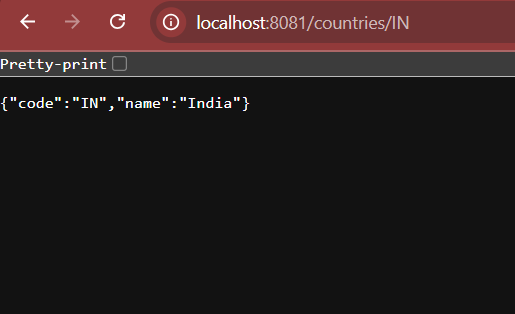 localhost:8081/countries/IN
Pretty-print
{"code":"IN","name":"India"}